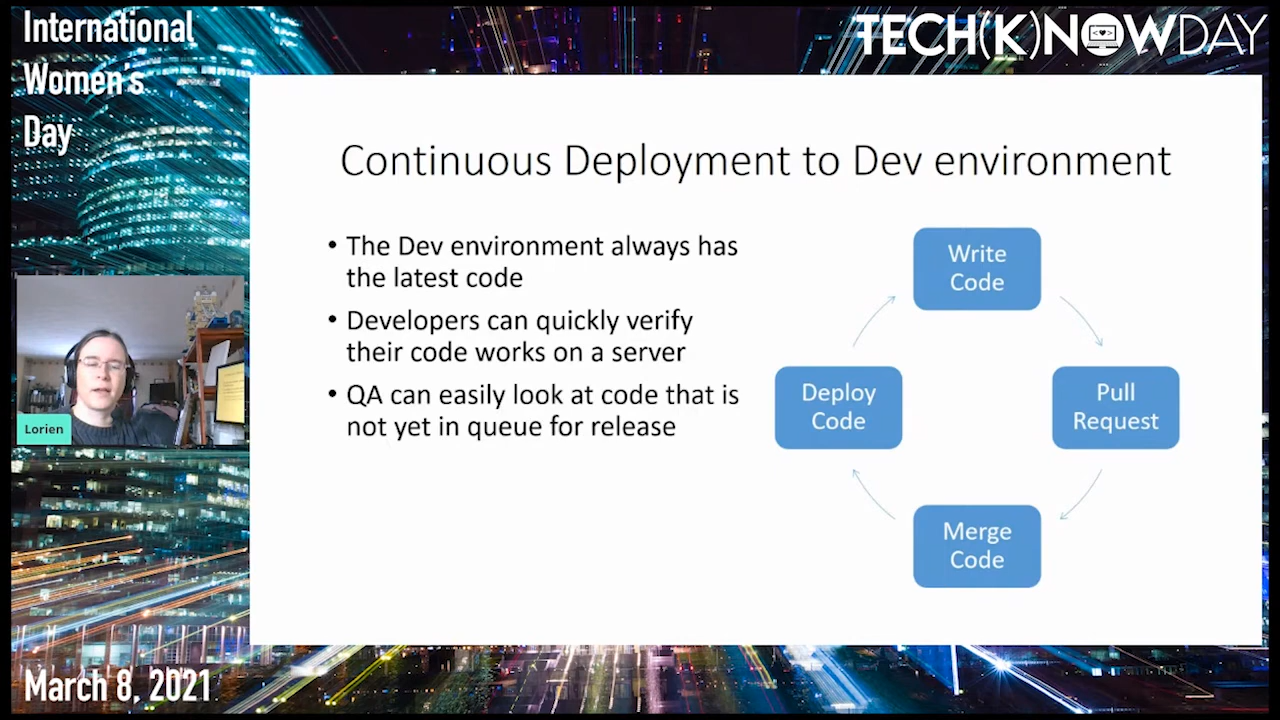 International
Women's
Day
TECH(K)NOWDAY
Continuous Deployment to Dev environment
• The Dev environment always has
the latest code
• Developers can quickly verify
their code works on a server
• QA can easily look at code that is
not yet in queue for release
Write
Code
Pull
Request
Merge
Code
Deploy
Code
Lorien
March 8, 2021